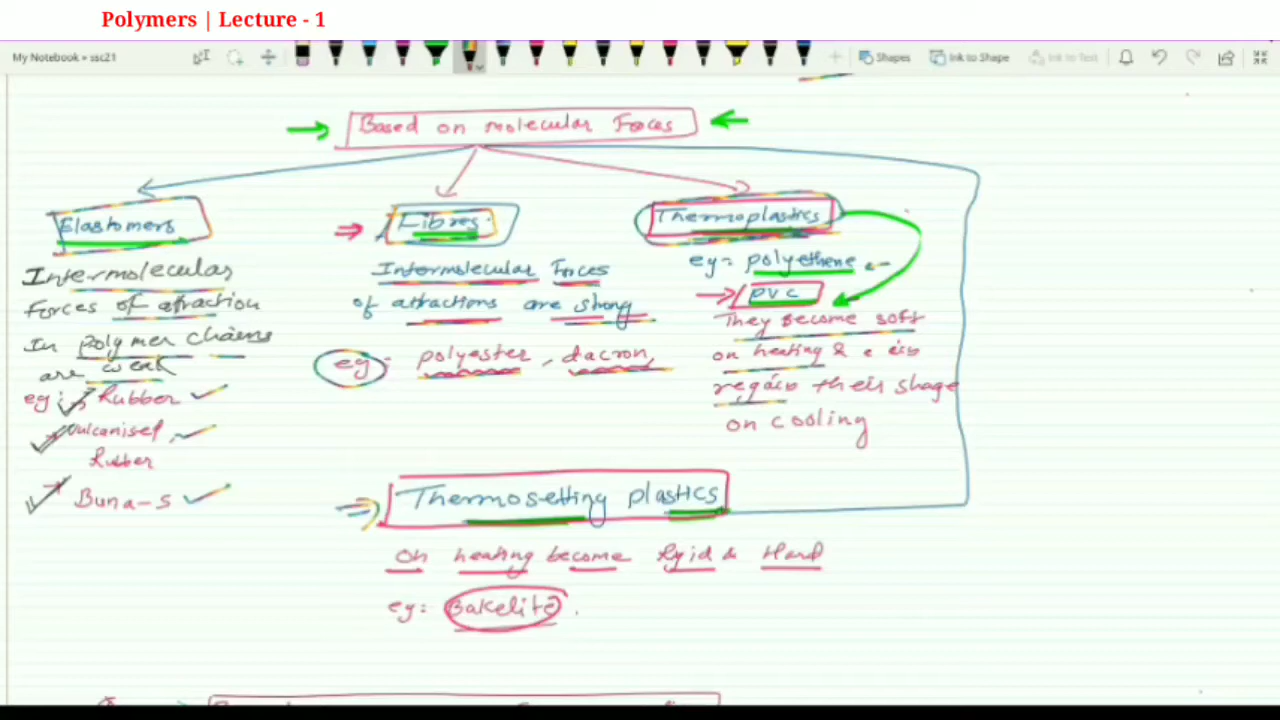 Polymers | Lecture - 1
My Notebook » ssc21
Shapes
Ink to Shape
Ink to Text
Based on molecular Forces
Elastomers
Intermolecular
Forces of attraction
In polymer chains
are weak
eg:→ Rubber
Vulcanised
Rubber
Buna-s
Fibres
Intermolecular Forces
of attractions are strong
eg- polyester, dacron,
Thermoplastics
eg= polyethene
pvc
They become soft
on heating &
regain their shape
on cooling
Thermosetting plastics
On heating become Rigid & Hard
eg: Bakelite.